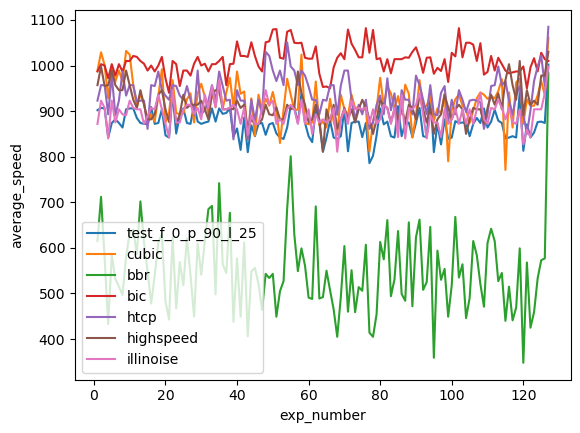 1100
1000
900
800
700
600
500
400
average_speed
test_f_0_p_90_l_25
cubic
bbr
bic
htcp
highspeed
illinoise
0
20
40
60
80
100
120
exp_number